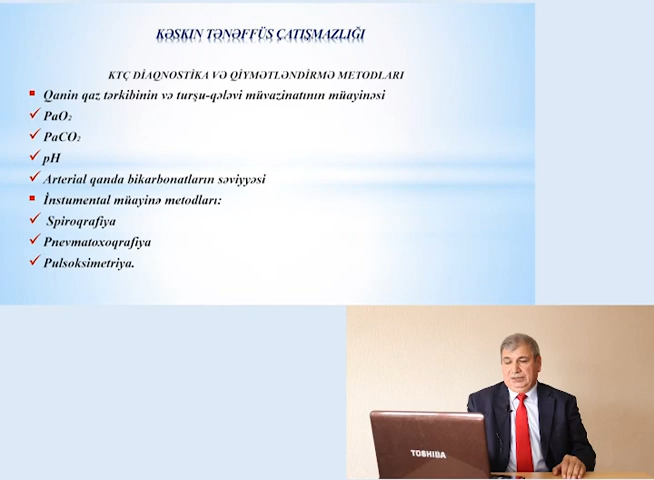 KƏSKIN TƏNƏFFÜS ÇATIŞMAZLIĞI
KTÇ DİAQNOSTİKA VƏ QİYMƏTLƏNDİRMƏ METODLARI
Qanin qaz tərkibinin və turşu-qələvi müvazinatının müayinəsi
PaO₂
PaCO₂
pH
Arterial qanda bikarbonatların səviyyəsi
İnstumental müayinə metodları:
Spiroqrafiya
Pnevmatoxoqrafiya
Pulsoksimetriya.
TOSHIBA